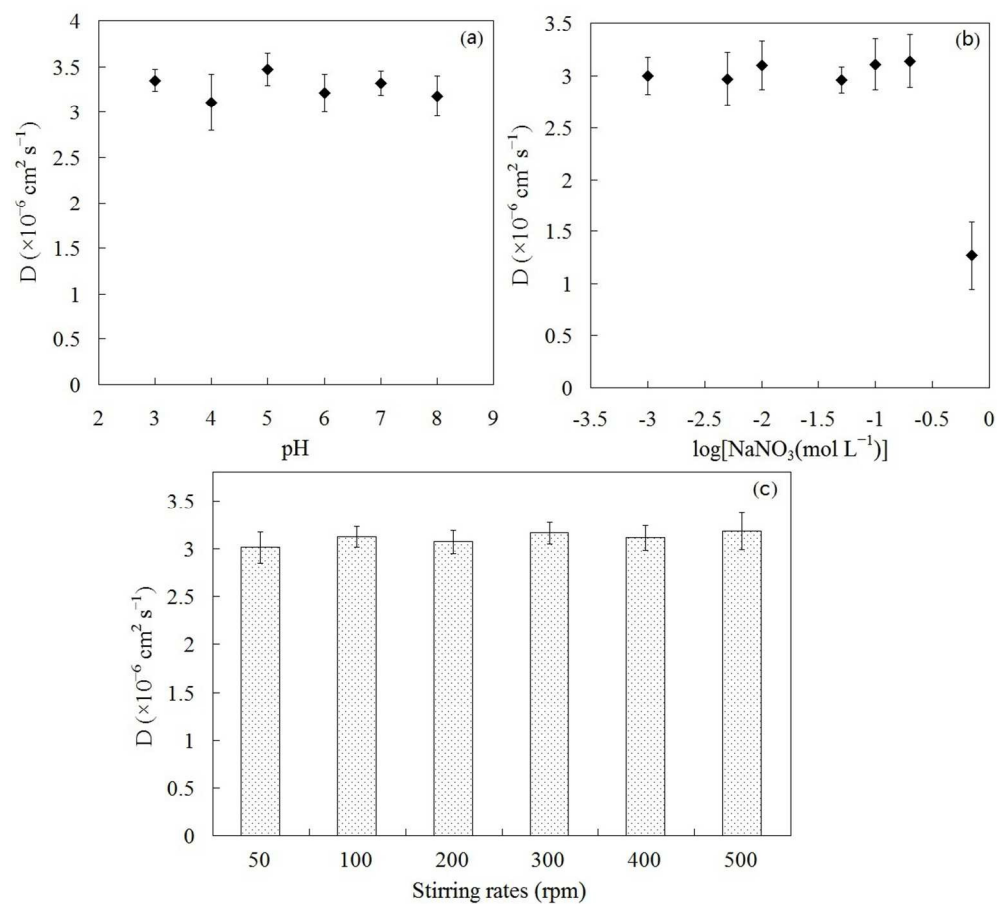 (a)
4
3.5
3
2.5
2
1.5
1
0.5
0
D (×10⁻⁶ cm² s⁻¹)
2 3 4 5 6 7 8 9
pH
(b)
3.5
3
2.5
2
1.5
1
0.5
0
D (×10⁻⁶ cm² s⁻¹)
-3.5 -3 -2.5 -2 -1.5 -1 -0.5 0
log[NaNO₃(mol L⁻¹)]
(c)
3.5
3
2.5
2
1.5
1
0.5
0
D (×10⁻⁶ cm² s⁻¹)
50 100 200 300 400 500
Stirring rates (rpm)